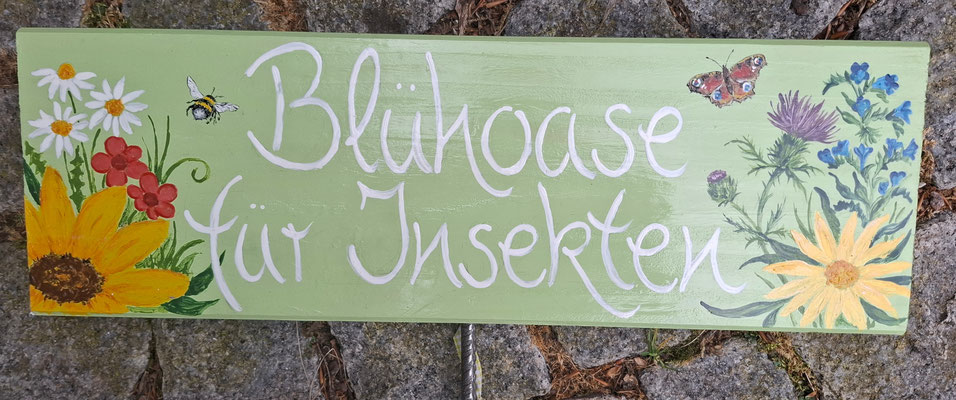 Blühoase
für Insekten